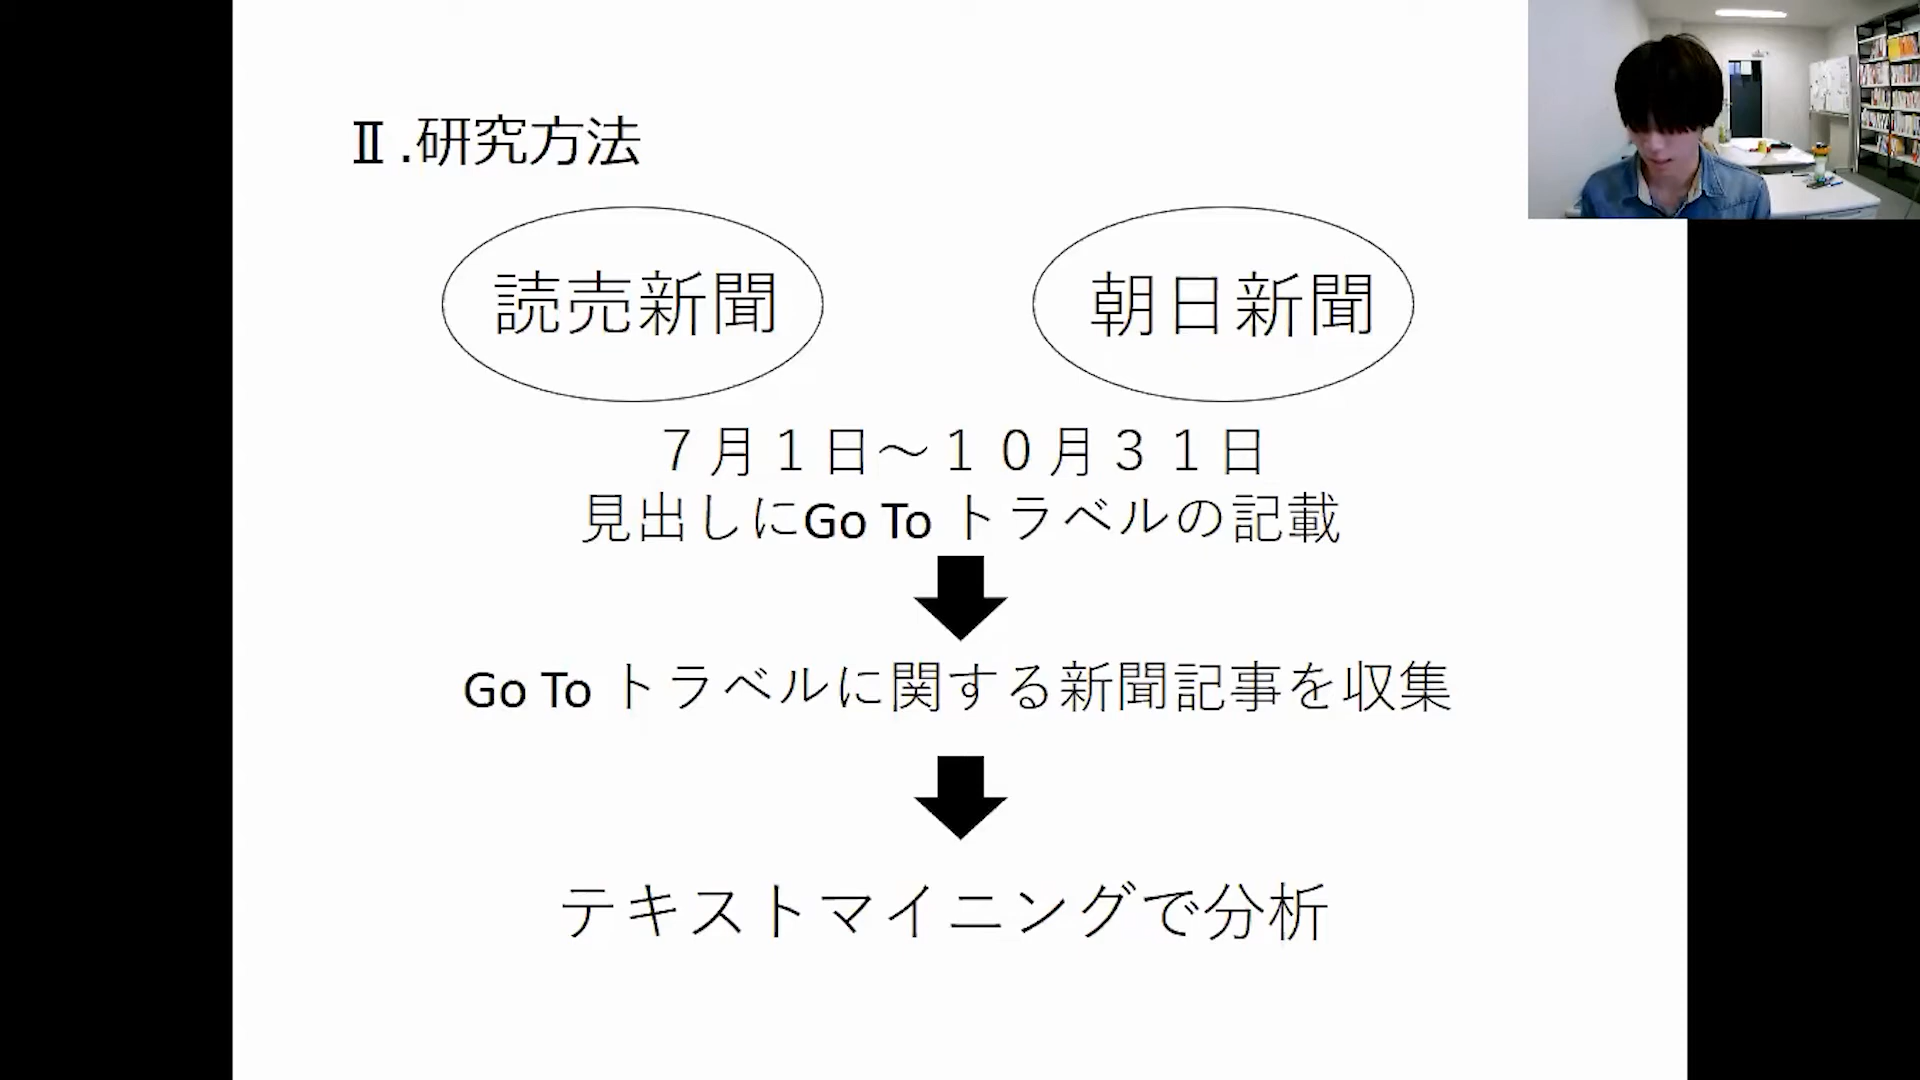 Ⅱ.研究方法
読売新聞
朝日新聞
７月１日～１０月３１日
見出しにGo To トラベルの記載
Go To トラベルに関する新聞記事を収集
テキストマイニングで分析